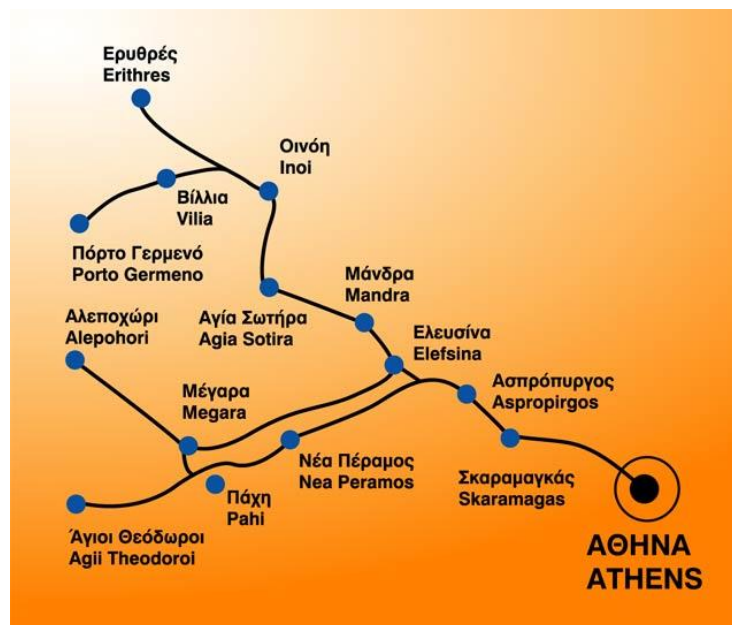 Ερυθρές
Erithres
Οινόη
Inoi
Βίλλια
Vilia
Πόρτο Γερμενό
Porto Germeno
Μάνδρα
Mandra
Αλεποχώρι
Alepohori
Αγία Σωτήρα
Agia Sotira
Ελευσίνα
Elefsina
Μέγαρα
Megara
Ασπρόπυργος
Aspropirgos
Νέα Πέραμος
Nea Peramos
Σκαραμαγκάς
Skaramagas
Πάχη
Pahi
Άγιοι Θεόδωροι
Agii Theodoroi
ΑΘΗΝΑ
ATHENS